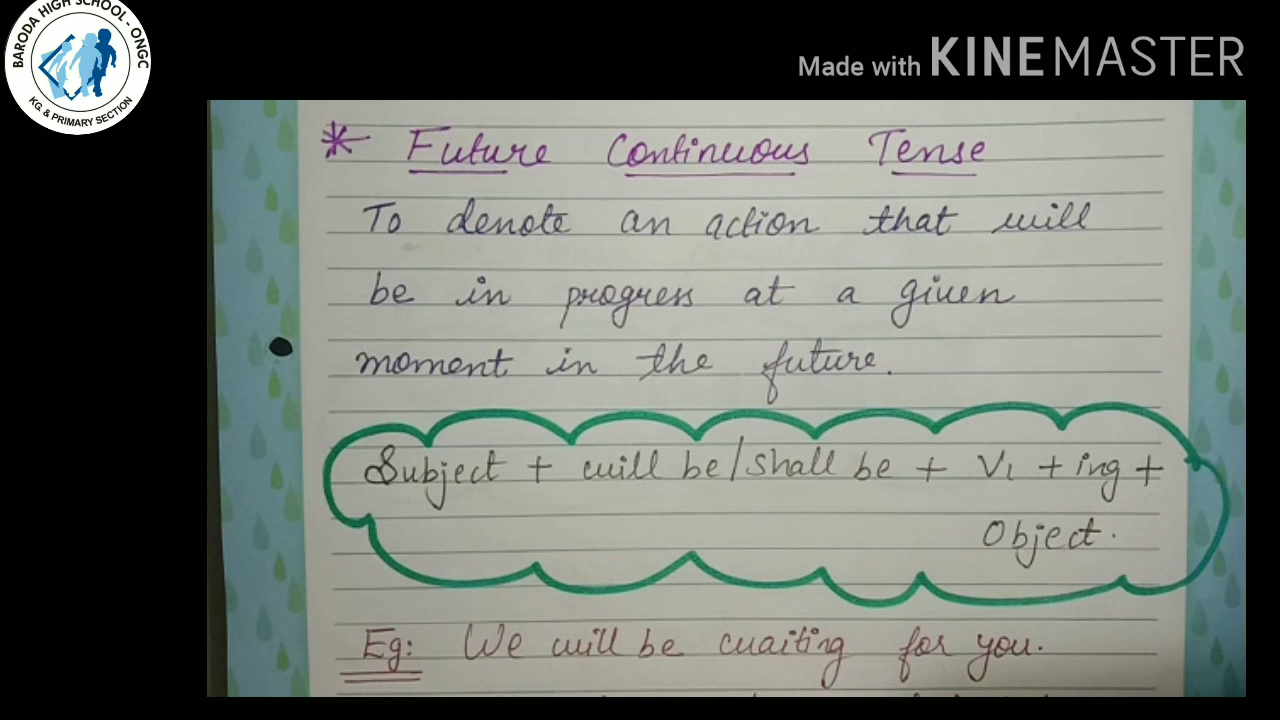 BARODA HIGH SCHOOL - ONGC
KG & PRIMARY SECTION
Made with KINEMASTER
* Future Continuous Tense
To denote an action that will
be in progress at a given
moment in the future.
Subject + will be/shall be + V1 + ing +
Object.
Eg: We will be waiting for you.